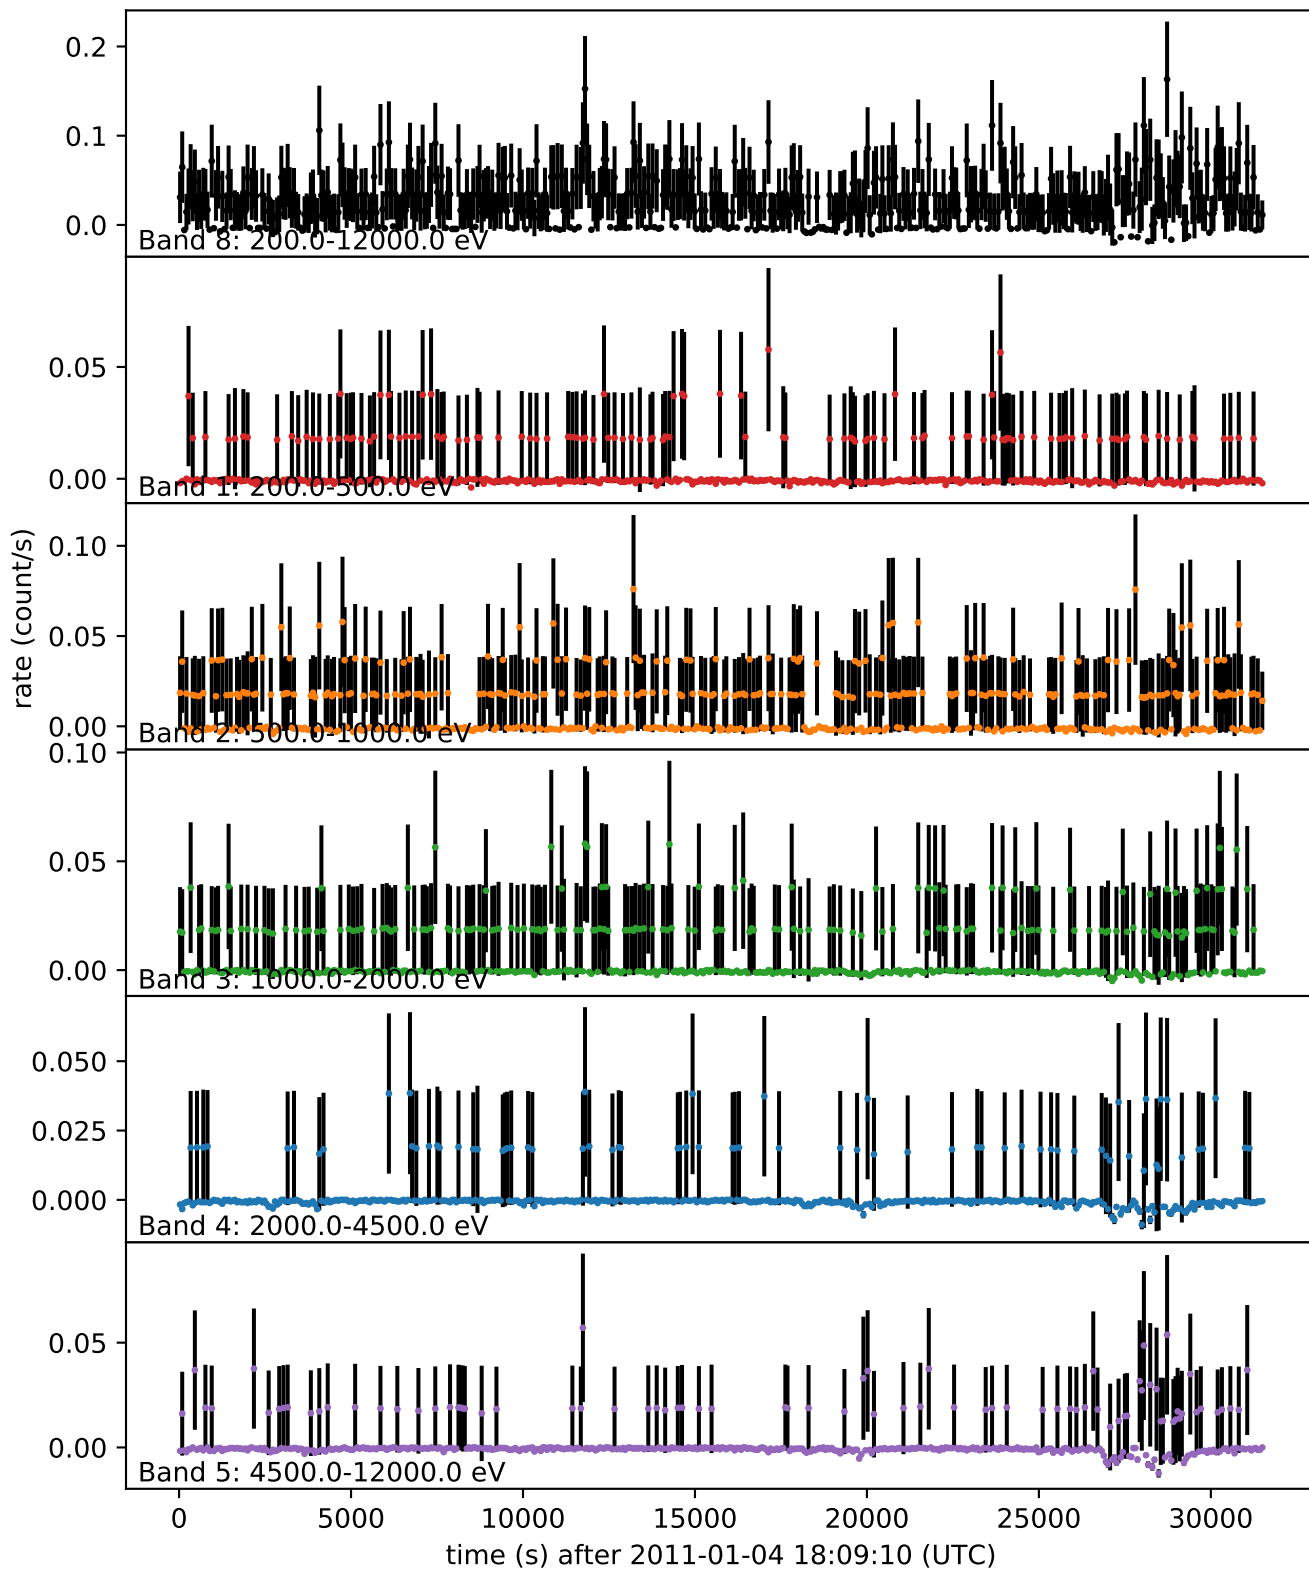 0.2
0.1
0.0
Band 8: 200.0-12000.0 eV
0.05
0.00
Band 1: 200.0-500.0 eV
0.10
0.05
0.00
Band 2: 500.0-1000.0 eV
rate (count/s)
0.10
0.05
0.00
Band 3: 1000.0-2000.0 eV
0.050
0.025
0.000
Band 4: 2000.0-4500.0 eV
0.05
0.00
Band 5: 4500.0-12000.0 eV
0 5000 10000 15000 20000 25000 30000
time (s) after 2011-01-04 18:09:10 (UTC)